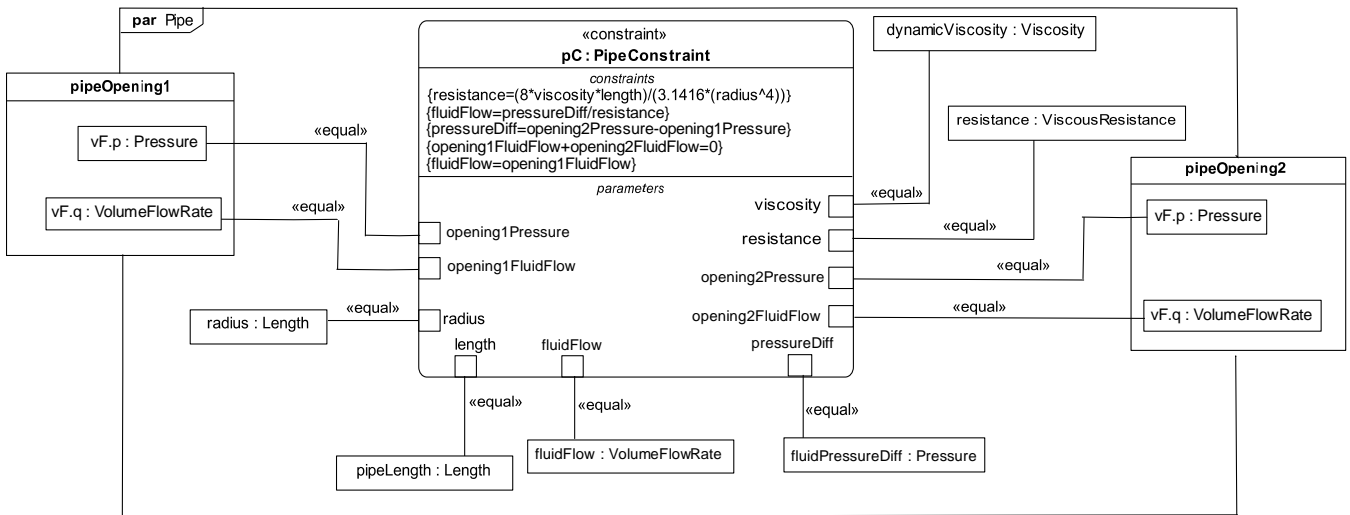 par Pipe
pipeOpening1
vF.p : Pressure
vF.q : VolumeFlowRate
«equal»
«equal»
radius : Length
«equal»
«constraint»
pC : PipeConstraint
constraints
{resistance=(8*viscosity*length)/(3.1416*(radius^4))}
{fluidFlow=pressureDiff/resistance}
{pressureDiff=opening2Pressure-opening1Pressure}
{opening1FluidFlow+opening2FluidFlow=0}
{fluidFlow=opening1FluidFlow}
parameters
opening1Pressure
opening1FluidFlow
radius
length
fluidFlow
pressureDiff
viscosity
resistance
opening2Pressure
opening2FluidFlow
«equal»
pipeLength : Length
«equal»
fluidFlow : VolumeFlowRate
«equal»
fluidPressureDiff : Pressure
dynamicViscosity : Viscosity
resistance : ViscousResistance
«equal»
«equal»
«equal»
«equal»
pipeOpening2
vF.p : Pressure
vF.q : VolumeFlowRate